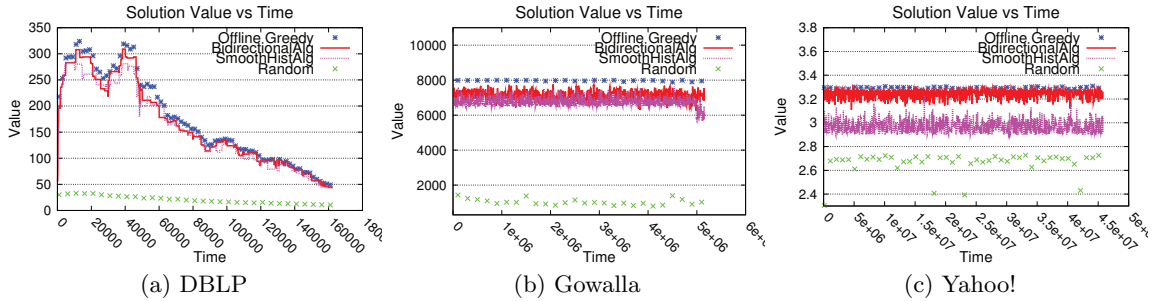 Solution Value vs Time
Offline Greedy
BidirectionalAlg
SmoothHistAlg
Random
350
300
250
200
150
100
50
0
Value
0
20000
40000
60000
80000
100000
120000
140000
160000
Time
(a) DBLP
Solution Value vs Time
Offline Greedy
BidirectionalAlg
SmoothHistAlg
Random
10000
8000
6000
4000
2000
Value
0
1e+06
2e+06
3e+06
4e+06
5e+06
Time
(b) Gowalla
Solution Value vs Time
Offline Greedy
BidirectionalAlg
SmoothHistAlg
Random
3.8
3.6
3.4
3.2
3
2.8
2.6
2.4
Value
0
5e+06
1e+07
1.5e+07
2e+07
2.5e+07
3e+07
3.5e+07
4e+07
4.5e+07
Time
(c) Yahoo!